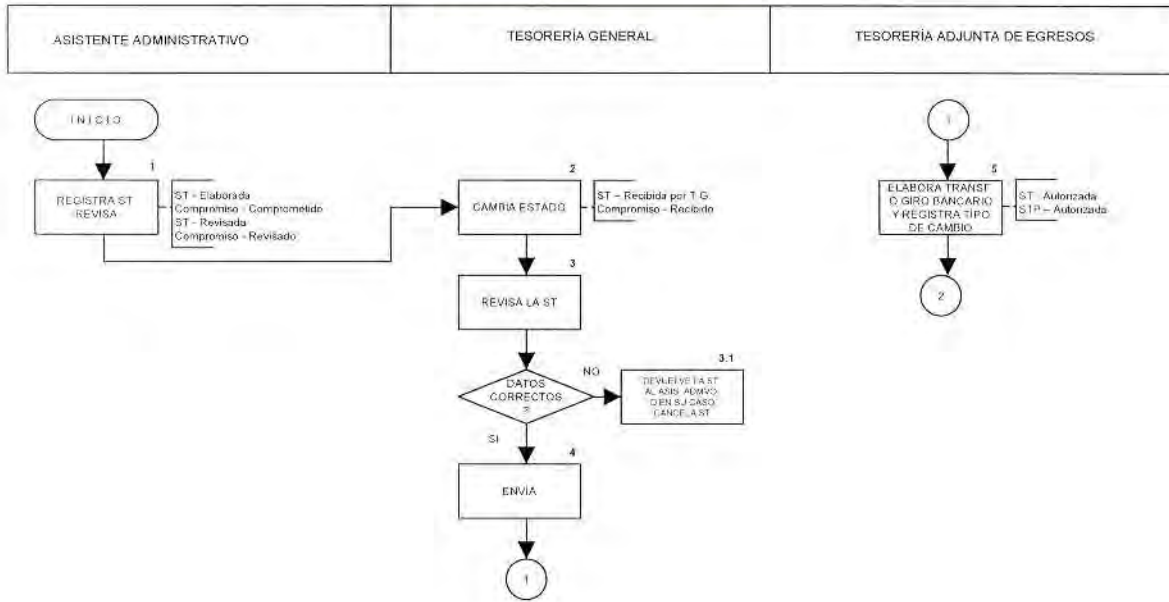 ASISTENTE ADMINISTRATIVO
TESORERÍA GENERAL
TESORERÍA ADJUNTA DE EGRESOS
INICIO
1
REGISTRA ST
REVISA
ST - Elaborada
Compromiso - Comprometido
ST - Revisada
Compromiso - Revisado
2
CAMBIA ESTADO
ST – Recibida por T.G.
Compromiso - Recibido
3
REVISA LA ST
DATOS
CORRECTOS
?
NO
3.1
DEVUELVE LA ST
AL ASIS. ADMVO.
O EN SU CASO
CANCELA ST
SI
4
ENVIA
1
1
5
ELABORA TRANSF.
O GIRO BANCARIO
Y REGISTRA TIPO
DE CAMBIO
ST - Autorizada
STP – Autorizada
2